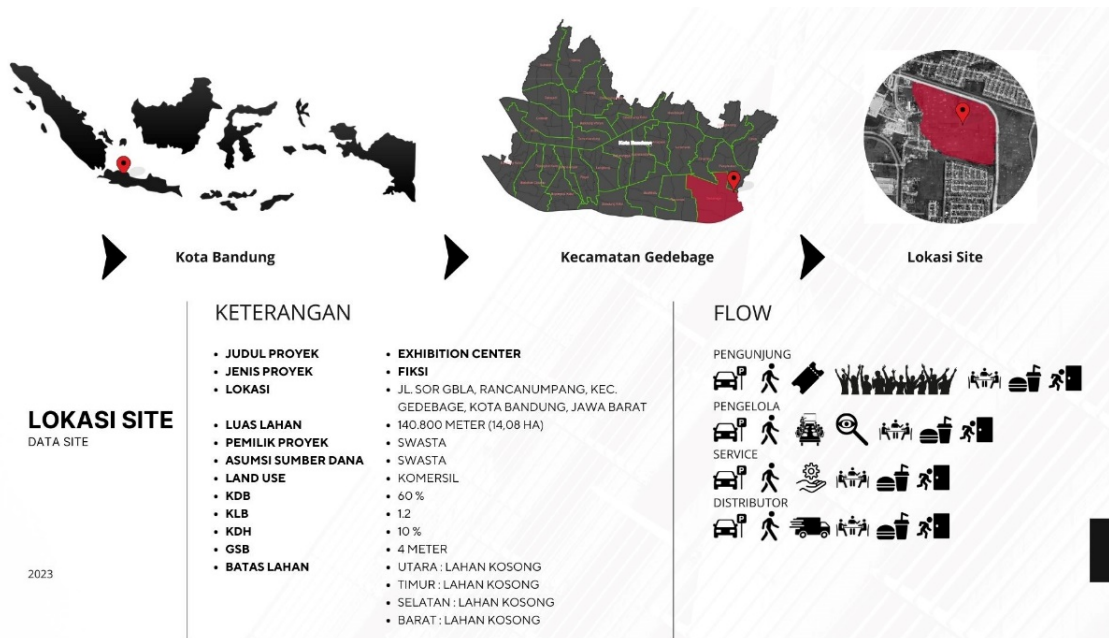 Kota Bandung
Kota Bandung
Kecamatan Gedebage
Lokasi Site
LOKASI SITE
DATA SITE
2023
KETERANGAN
• JUDUL PROYEK • EXHIBITION CENTER
• JENIS PROYEK • FIKSI
• LOKASI • JL. SOR GBLA, RANCANUMPANG, KEC.
GEDEBAGE, KOTA BANDUNG, JAWA BARAT
• LUAS LAHAN • 140.800 METER (14,08 HA)
• PEMILIK PROYEK • SWASTA
• ASUMSI SUMBER DANA • SWASTA
• LAND USE • KOMERSIL
• KDB • 60 %
• KLB • 1.2
• KDH • 10 %
• GSB • 4 METER
• BATAS LAHAN • UTARA : LAHAN KOSONG
• TIMUR : LAHAN KOSONG
• SELATAN : LAHAN KOSONG
• BARAT : LAHAN KOSONG
FLOW
PENGUNJUNG
P
PENGELOLA
P
SERVICE
P
DISTRIBUTOR
P